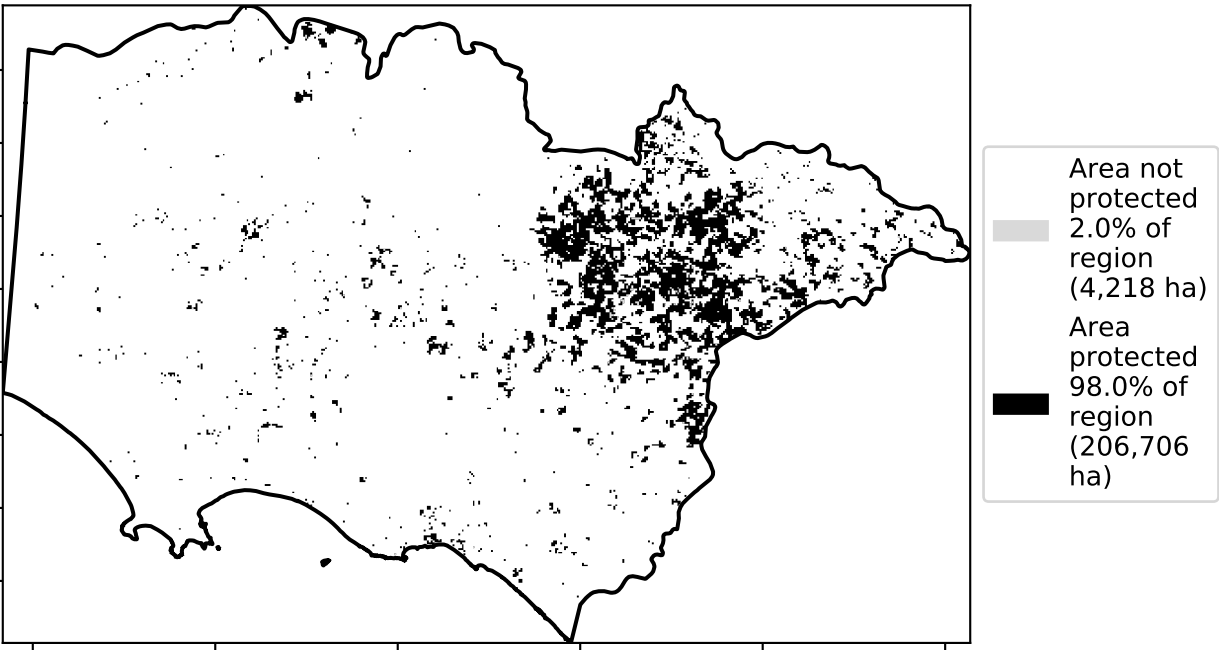 Area not
protected
2.0% of
region
(4,218 ha)
Area
protected
98.0% of
region
(206,706
ha)